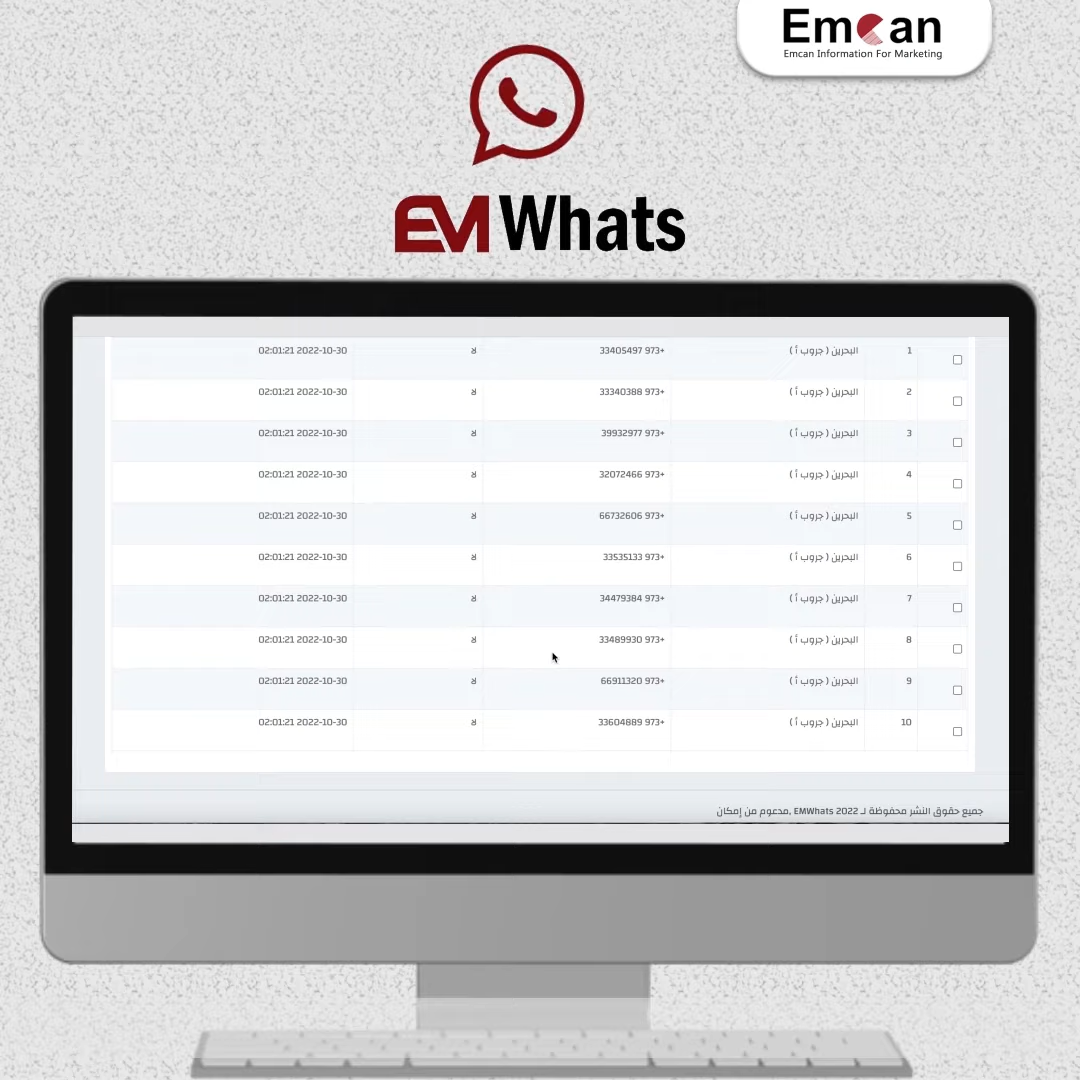 Emcan
Emcan Information For Marketing
EM Whats
1 البحرين ( جروب أ ) +973 33405497 لا 2022-10-30 02:01:21
2 البحرين ( جروب أ ) +973 33340388 لا 2022-10-30 02:01:21
3 البحرين ( جروب أ ) +973 39932977 لا 2022-10-30 02:01:21
4 البحرين ( جروب أ ) +973 32072466 لا 2022-10-30 02:01:21
5 البحرين ( جروب أ ) +973 66732606 لا 2022-10-30 02:01:21
6 البحرين ( جروب أ ) +973 33535133 لا 2022-10-30 02:01:21
7 البحرين ( جروب أ ) +973 34479384 لا 2022-10-30 02:01:21
8 البحرين ( جروب أ ) +973 33489930 لا 2022-10-30 02:01:21
9 البحرين ( جروب أ ) +973 66911320 لا 2022-10-30 02:01:21
10 البحرين ( جروب أ ) +973 33604889 لا 2022-10-30 02:01:21
جميع حقوق النشر محفوظة لـ EMWhats 2022 ,مدعوم من إمكان